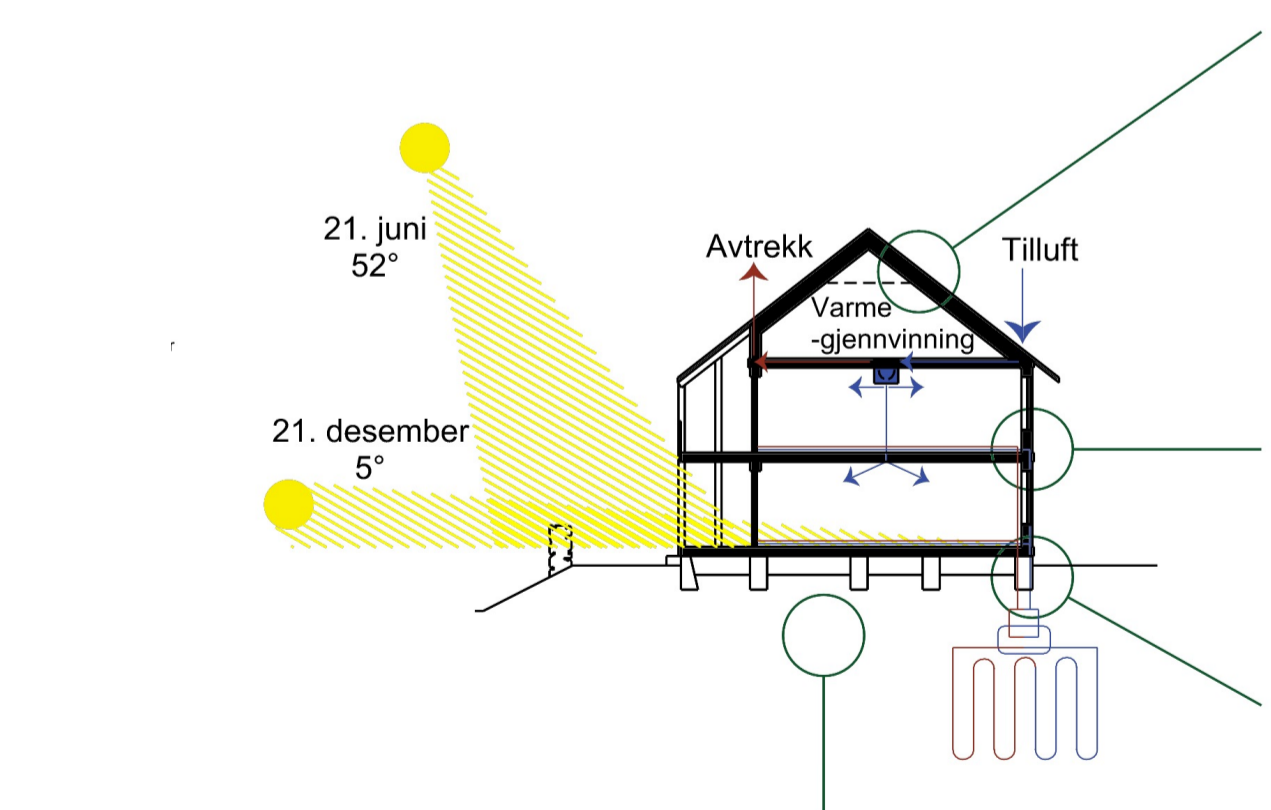 21. juni
52°
Avtrekk
Tilluft
Varme
-gjennvinning
21. desember
5°